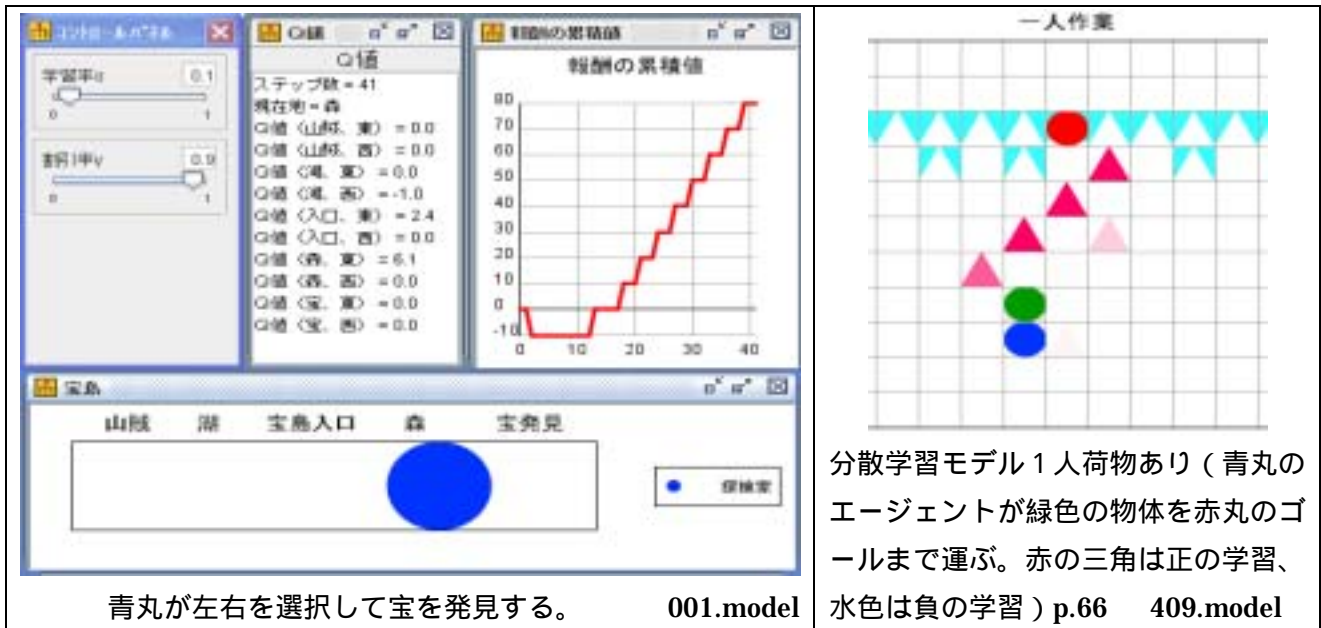 コントロールパネル
学習率α 0.1
0 1
割引率γ 0.9
0 1
Q値
Q値
ステップ数 = 41
現在地 = 森
Q値（山賊、東） = 0.0
Q値（山賊、西） = 0.0
Q値（湖、東） = 0.0
Q値（湖、西） = -1.0
Q値（入口、東） = 2.4
Q値（入口、西） = 0.0
Q値（森、東） = 6.1
Q値（森、西） = 0.0
Q値（宝、東） = 0.0
Q値（宝、西） = 0.0
報酬の累積値
報酬の累積値
80
70
60
50
40
30
20
10
0
-10
0 10 20 30 40
宝島
山賊 湖 宝島入口 森 宝発見
探検家
青丸が左右を選択して宝を発見する。 001.model
一人作業
分散学習モデル１人荷物あり（青丸の
エージェントが緑色の物体を赤丸のゴ
ールまで運ぶ。赤の三角は正の学習、
水色は負の学習）p.66 409.model